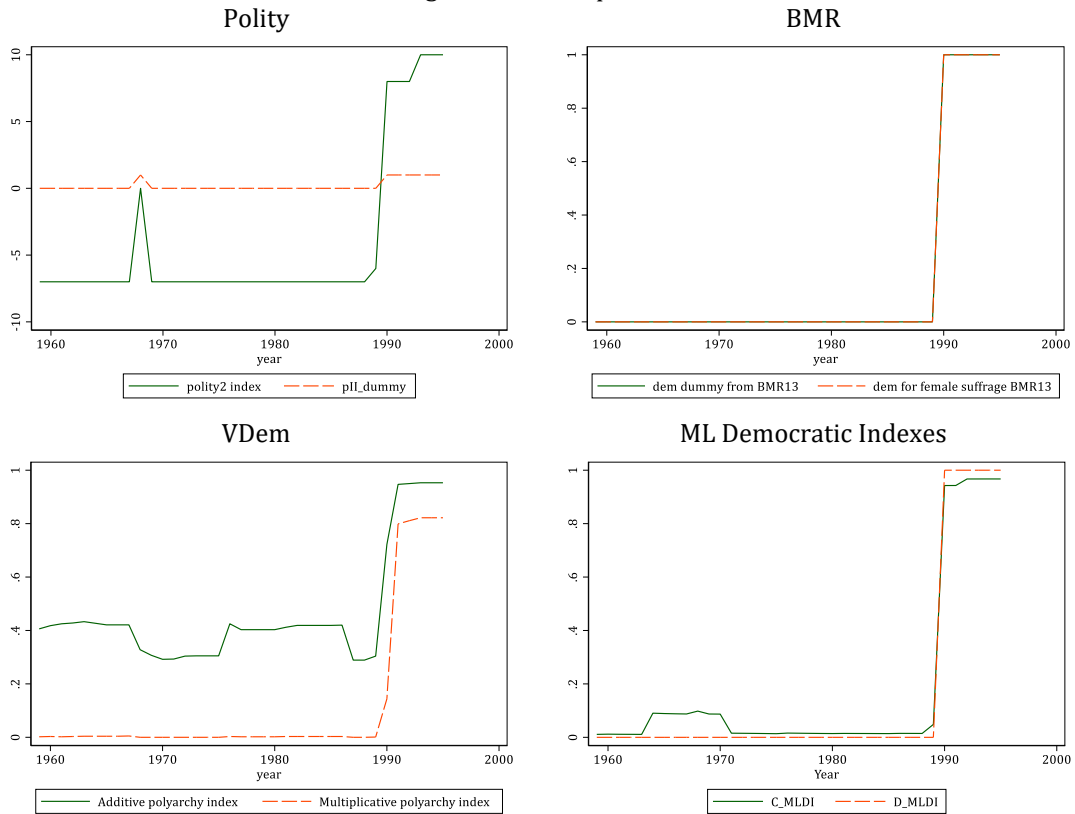 Polity
10
5
0
-5
-10
1960 1970 1980 1990 2000
year
polity2 index pII_dummy
BMR
1
.8
.6
.4
.2
0
1960 1970 1980 1990 2000
year
dem dummy from BMR13 dem for female suffrage BMR13
VDem
1
.8
.6
.4
.2
0
1960 1970 1980 1990 2000
year
Additive polyarchy index Multiplicative polyarchy index
ML Democratic Indexes
1
.8
.6
.4
.2
0
1960 1970 1980 1990 2000
Year
C_MLDI D_MLDI